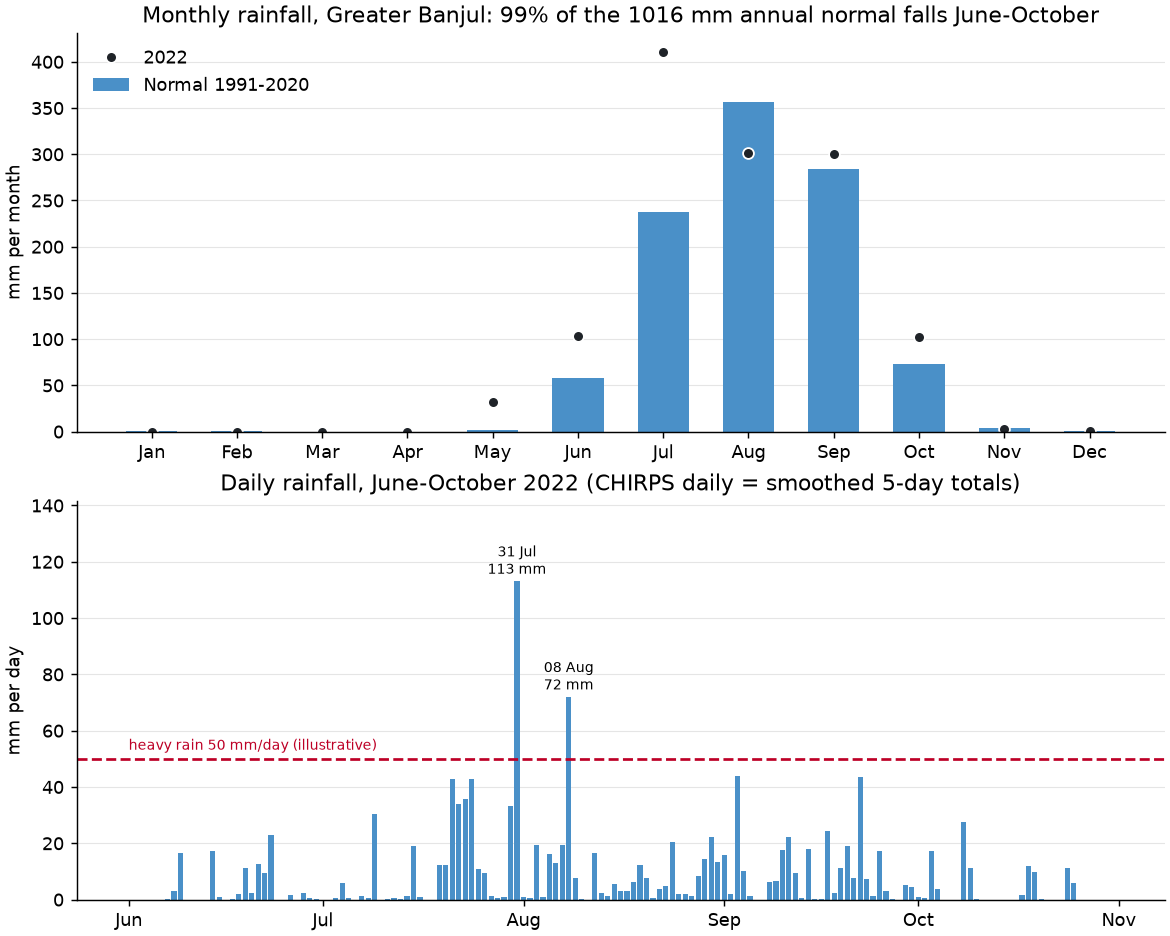 Monthly rainfall, Greater Banjul: 99% of the 1016 mm annual normal falls June-October
2022
Normal 1991-2020
mm per month
400
350
300
250
200
150
100
50
0
Jan Feb Mar Apr May Jun Jul Aug Sep Oct Nov Dec
Daily rainfall, June-October 2022 (CHIRPS daily = smoothed 5-day totals)
mm per day
140
120
100
80
60
40
20
0
31 Jul
113 mm
08 Aug
72 mm
heavy rain 50 mm/day (illustrative)
Jun Jul Aug Sep Oct Nov